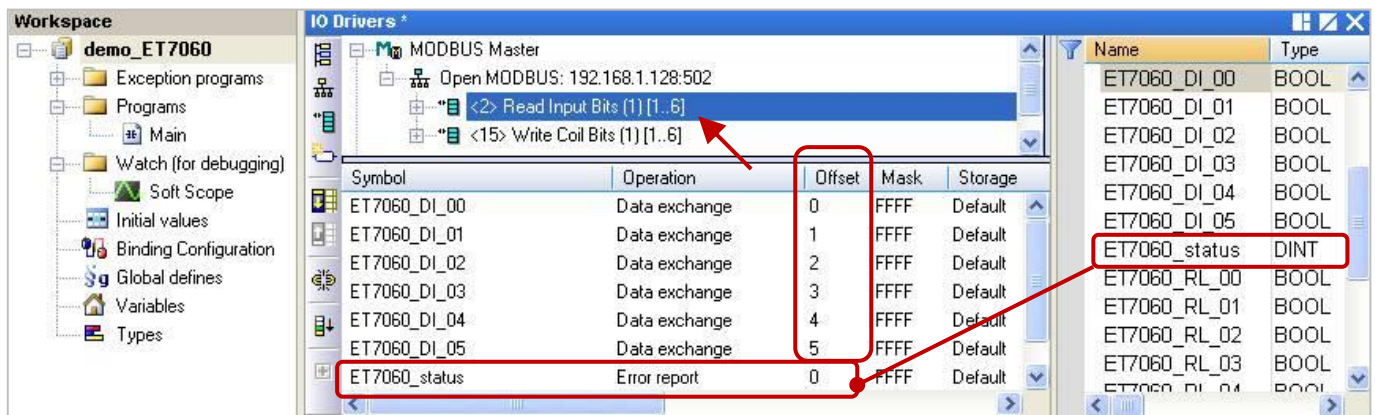 Workspace
demo_ET7060
Exception programs
Programs
Main
Watch (for debugging)
Soft Scope
Initial values
Binding Configuration
Global defines
Variables
Types
IO Drivers *
MODBUS Master
Open MODBUS: 192.168.1.128:502
<2> Read Input Bits (1) [1..6]
<15> Write Coil Bits (1) [1..6]
Symbol Operation Offset Mask Storage
ET7060_DI_00 Data exchange 0 FFFF Default
ET7060_DI_01 Data exchange 1 FFFF Default
ET7060_DI_02 Data exchange 2 FFFF Default
ET7060_DI_03 Data exchange 3 FFFF Default
ET7060_DI_04 Data exchange 4 FFFF Default
ET7060_DI_05 Data exchange 5 FFFF Default
ET7060_status Error report 0 FFFF Default
Name Type
ET7060_DI_00 BOOL
ET7060_DI_01 BOOL
ET7060_DI_02 BOOL
ET7060_DI_03 BOOL
ET7060_DI_04 BOOL
ET7060_DI_05 BOOL
ET7060_status DINT
ET7060_RL_00 BOOL
ET7060_RL_01 BOOL
ET7060_RL_02 BOOL
ET7060_RL_03 BOOL
BOOL